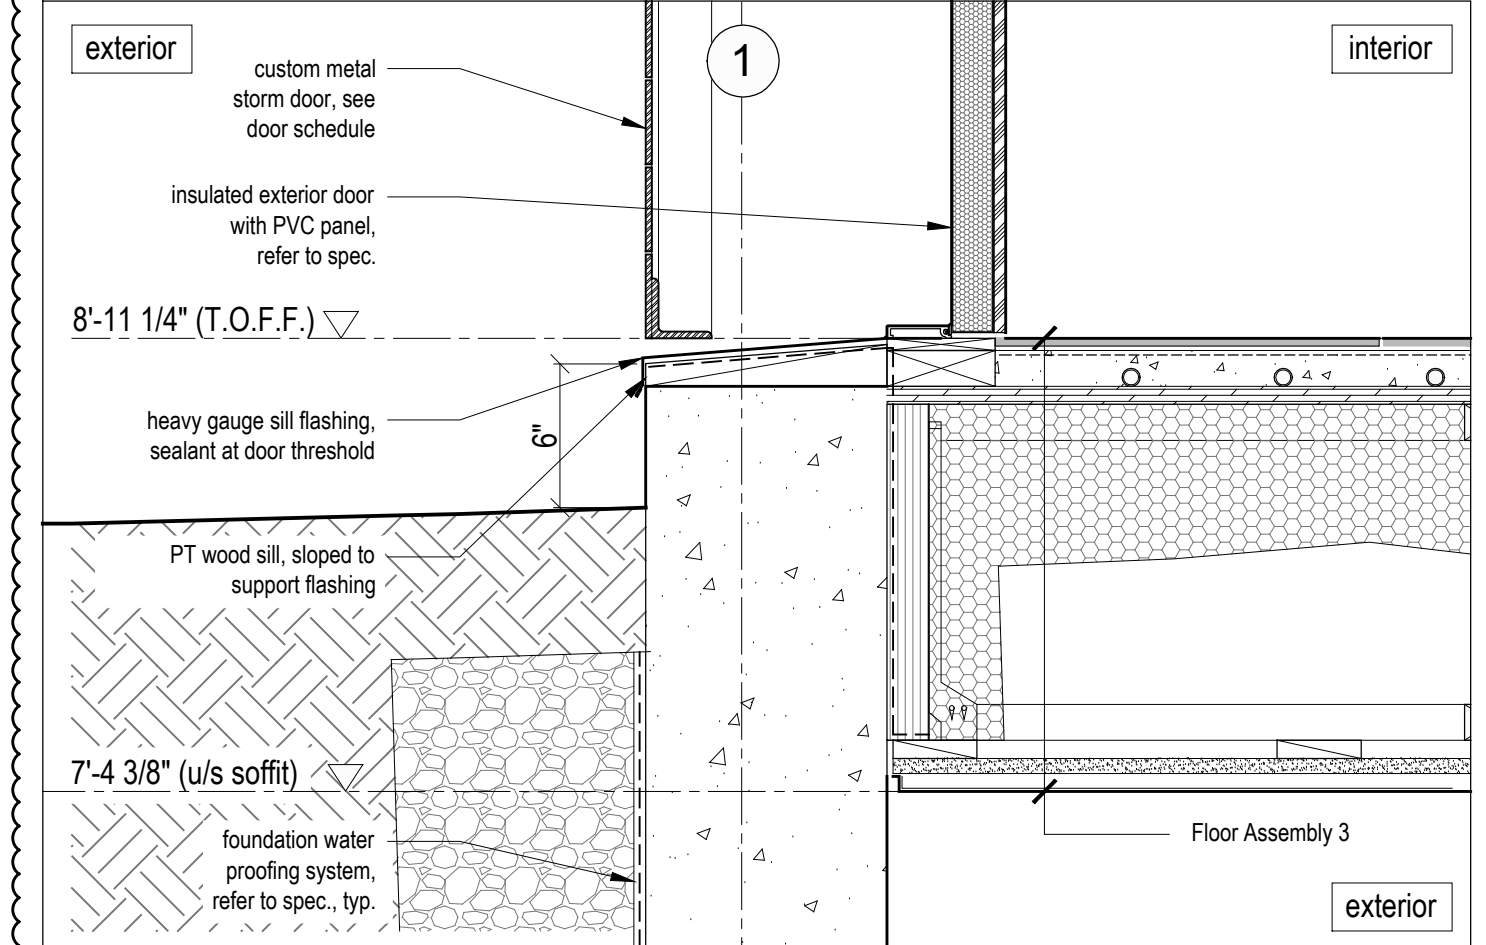 exterior
1
interior
custom metal
storm door, see
door schedule
insulated exterior door
with PVC panel,
refer to spec.
8'-11 1/4" (T.O.F.F.)
heavy gauge sill flashing,
sealant at door threshold
6"
PT wood sill, sloped to
support flashing
7'-4 3/8" (u/s soffit)
foundation water
proofing system,
refer to spec., typ.
Floor Assembly 3
exterior